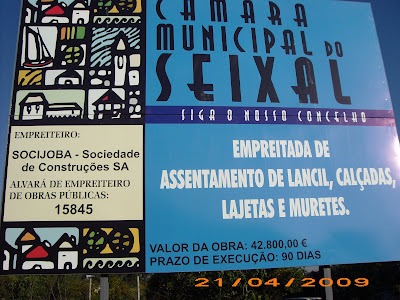 CAMARA
MUNICIPAL DO
SEIXAL
SIGA O NOSSO CONCELHO
EMPREITEIRO:
SOCIJOBA - Sociedade
de Construções SA
ALVARÁ DE EMPREITEIRO
DE OBRAS PÚBLICAS:
15845
EMPREITADA DE
ASSENTAMENTO DE LANCIL, CALÇADAS,
LAJETAS E MURETES.
VALOR DA OBRA: 42.800,00 €
PRAZO DE EXECUÇÃO: 90 DIAS
21/04/2009